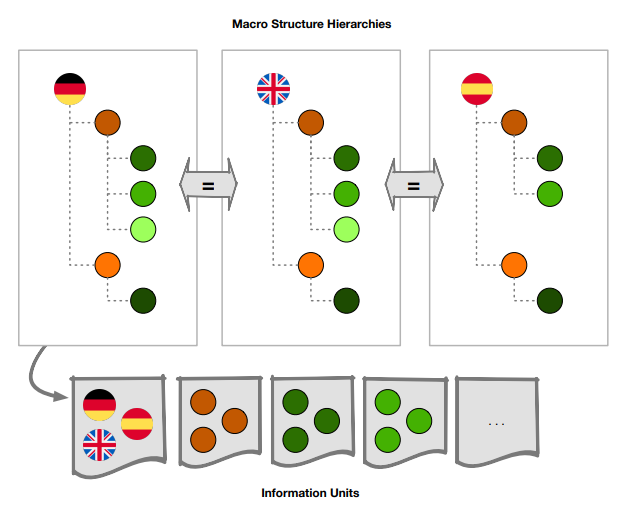 Macro Structure Hierarchies
= =
...
Information Units